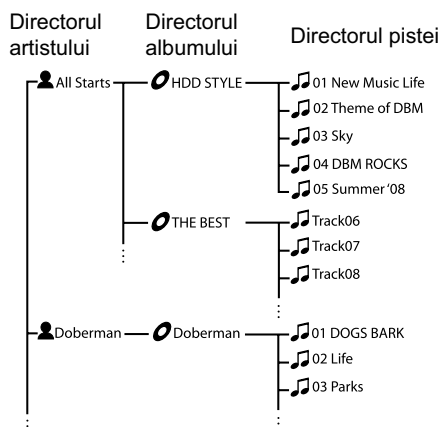 Directorul
artistului
Directorul
albumului
Directorul pistei
All Starts
HDD STYLE
01 New Music Life
02 Theme of DBM
03 Sky
04 DBM ROCKS
05 Summer '08
THE BEST
Track06
Track07
Track08
Doberman
Doberman
01 DOGS BARK
02 Life
03 Parks